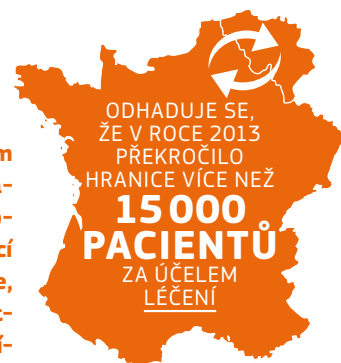 ODHADUJE SE,
ŽE V ROCE 2013
PŘEKROČILO
HRANICE VÍCE NEŽ
15 000
PACIENTŮ
ZA ÚČELEM
LÉČENÍ